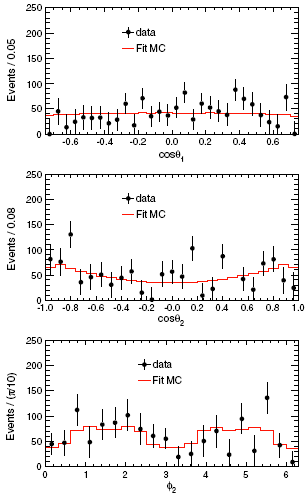 Events / 0.05
250
200
150
100
50
0
data
Fit MC
-0.6 -0.4 -0.2 -0.0 0.2 0.4 0.6
cosθ1
Events / 0.08
300
250
200
150
100
50
0
data
Fit MC
-1.0 -0.8 -0.6 -0.4 -0.2 -0.0 0.2 0.4 0.6 0.8 1.0
cosθ2
Events / (π/10)
250
200
150
100
50
0
data
Fit MC
0 1 2 3 4 5 6
ϕ2